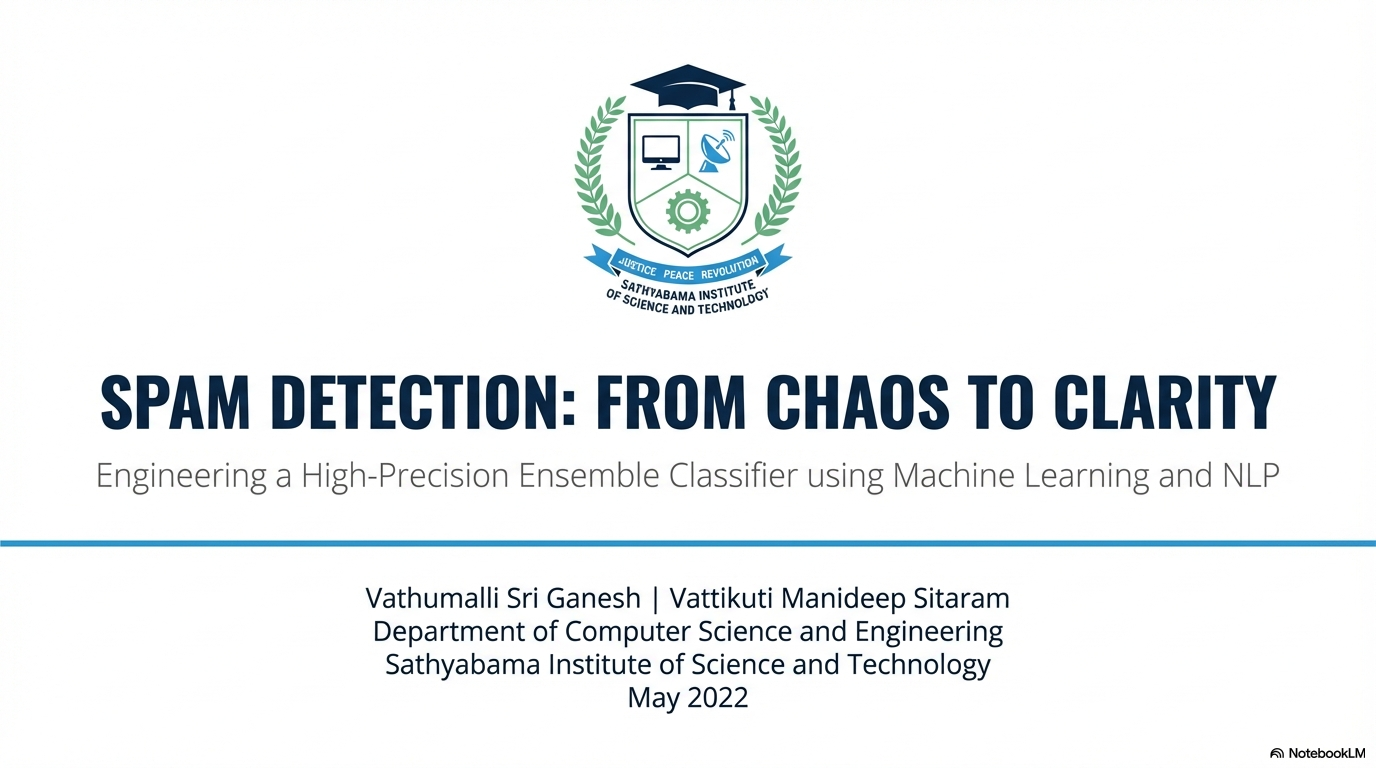 JUSTICE PEACE REVOLUTION
SATHYABAMA INSTITUTE
OF SCIENCE AND TECHNOLOGY
SPAM DETECTION: FROM CHAOS TO CLARITY
Engineering a High-Precision Ensemble Classifier using Machine Learning and NLP
Vathumalli Sri Ganesh | Vattikuti Manideep Sitaram
Department of Computer Science and Engineering
Sathyabama Institute of Science and Technology
May 2022
NotebookLM